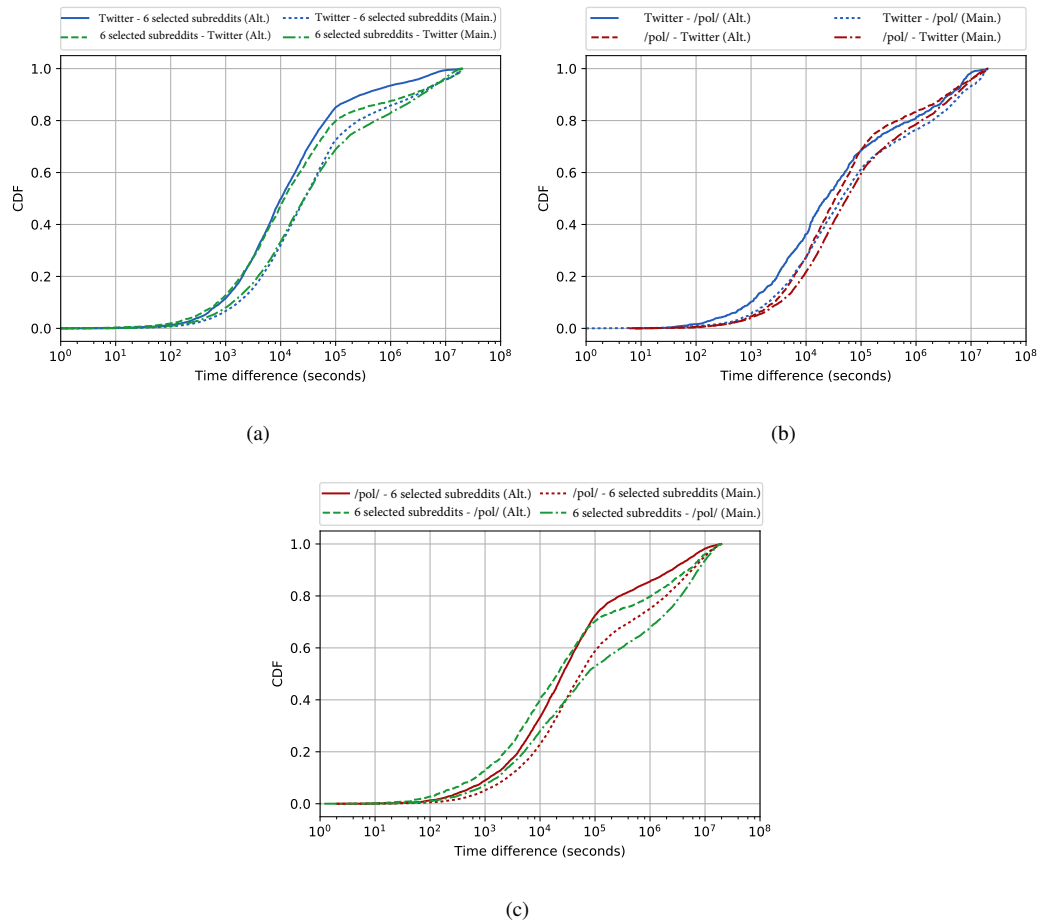 Twitter - 6 selected subreddits (Alt.) Twitter - 6 selected subreddits (Main.)
6 selected subreddits - Twitter (Alt.) 6 selected subreddits - Twitter (Main.)
1.0
0.8
0.6
0.4
0.2
0.0
CDF
10^0 10^1 10^2 10^3 10^4 10^5 10^6 10^7 10^8
Time difference (seconds)
(a)
Twitter - /pol/ (Alt.) Twitter - /pol/ (Main.)
/pol/ - Twitter (Alt.) /pol/ - Twitter (Main.)
1.0
0.8
0.6
0.4
0.2
0.0
CDF
10^0 10^1 10^2 10^3 10^4 10^5 10^6 10^7 10^8
Time difference (seconds)
(b)
/pol/ - 6 selected subreddits (Alt.) /pol/ - 6 selected subreddits (Main.)
6 selected subreddits - /pol/ (Alt.) 6 selected subreddits - /pol/ (Main.)
1.0
0.8
0.6
0.4
0.2
0.0
CDF
10^0 10^1 10^2 10^3 10^4 10^5 10^6 10^7 10^8
Time difference (seconds)
(c)